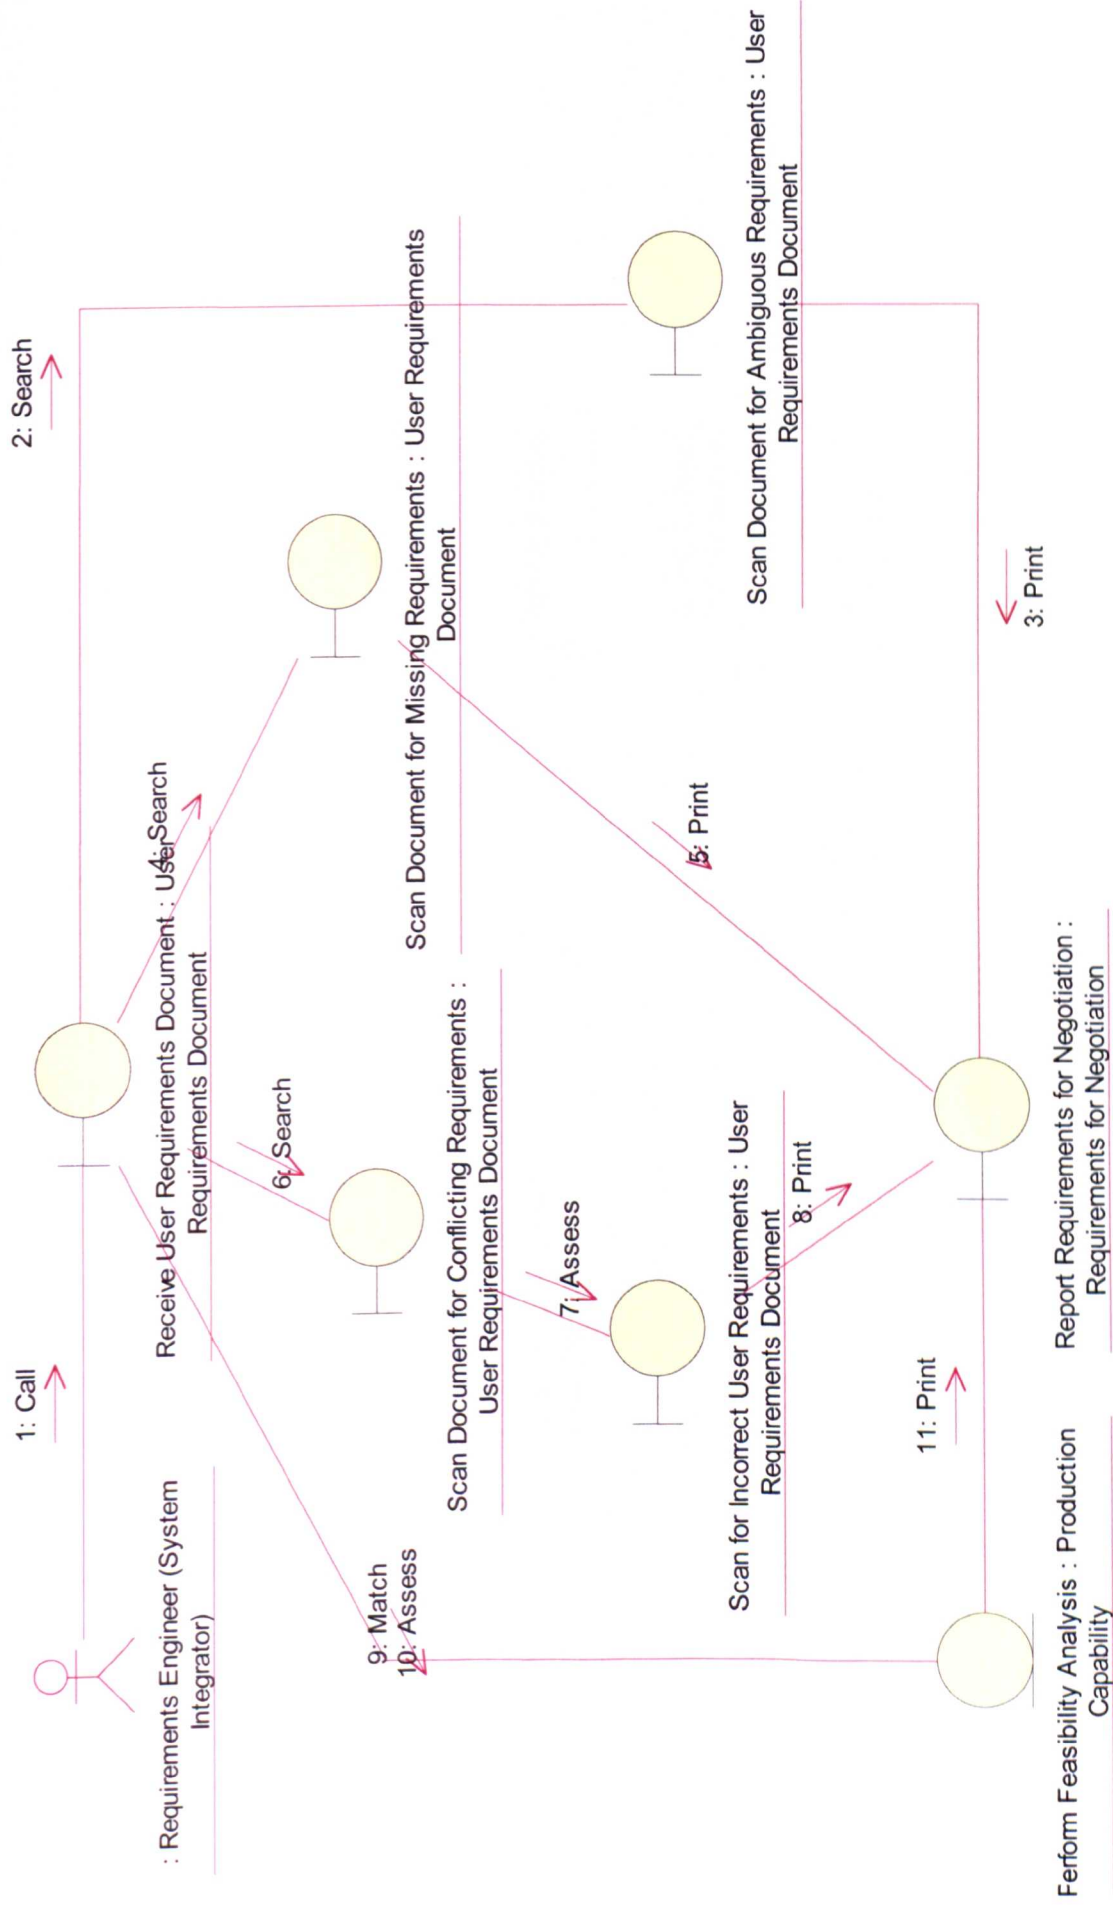 1: Call
2: Search
: Requirements Engineer (System
Integrator)
Receive User Requirements Document : User
Requirements Document
4: Search
6: Search
9: Match
10: Assess
Scan Document for Missing Requirements : User Requirements
Document
Scan Document for Conflicting Requirements :
User Requirements Document
7: Assess
5: Print
Scan Document for Ambiguous Requirements : User
Requirements Document
Scan for Incorrect User Requirements : User
Requirements Document
8: Print
11: Print
3: Print
Ferform Feasibility Analysis : Production
Capability
Report Requirements for Negotiation :
Requirements for Negotiation